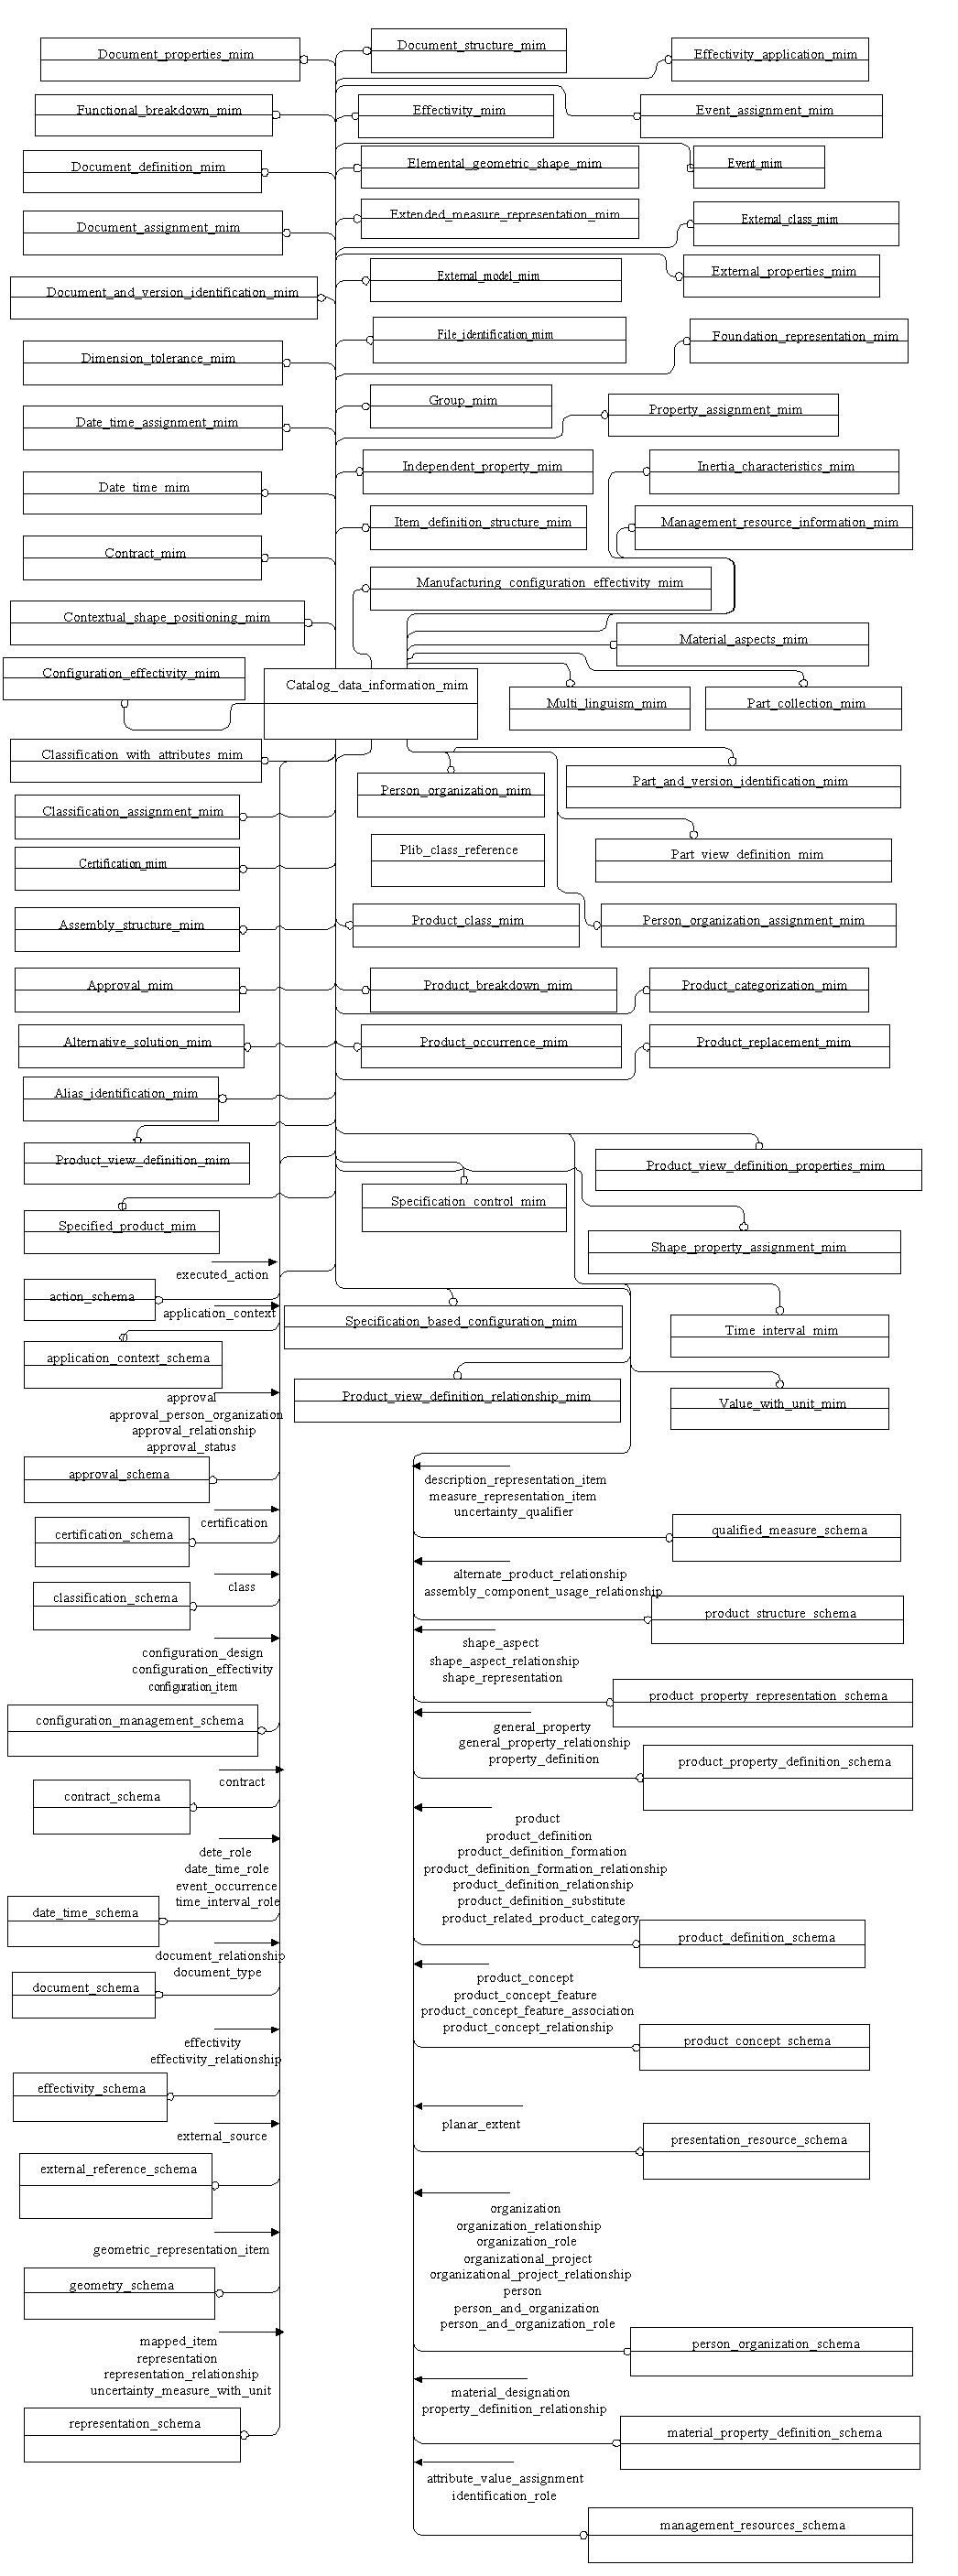 Document_structure_mim
Document_properties_mim
Effectivity_application_mim
Functional_breakdown_mim
Effectivity_mim
Event_assignment_mim
Document_definition_mim
Elemental_geometric_shape_mim
Event_mim
Document_assignment_mim
Extended_measure_representation_mim
External_class_mim
Document_and_version_identification_mim
External_model_mim
External_properties_mim
Dimension_tolerance_mim
File_identification_mim
Foundation_representation_mim
Date_time_assignment_mim
Group_mim
Property_assignment_mim
Date_time_mim
Independent_property_mim
Inertia_characteristics_mim
Contract_mim
Item_definition_structure_mim
Management_resource_information_mim
Manufacturing_configuration_effectivity_mim
Contextual_shape_positioning_mim
Material_aspects_mim
Configuration_effectivity_mim
Catalog_data_information_mim
Multi_linguism_mim
Part_collection_mim
Classification_with_attributes_mim
Person_organization_mim
Part_and_version_identification_mim
Classification_assignment_mim
Plib_class_reference
Part_view_definition_mim
Certification_mim
Assembly_structure_mim
Product_class_mim
Person_organization_assignment_mim
Approval_mim
Product_breakdown_mim
Product_categorization_mim
Alternative_solution_mim
Product_occurrence_mim
Product_replacement_mim
Alias_identification_mim
Product_view_definition_mim
Product_view_definition_properties_mim
Specification_control_mim
Specified_product_mim
Shape_property_assignment_mim
executed_action
action_schema
application_context
Specification_based_configuration_mim
Time_interval_mim
application_context_schema
Product_view_definition_relationship_mim
Value_with_unit_mim
approval
approval_person_organization
approval_relationship
approval_status
approval_schema
certification
certification_schema
class
classification_schema
configuration_design
configuration_effectivity
configuration_item
configuration_management_schema
contract
contract_schema
dete_role
date_time_role
event_occurrence
time_interval_role
date_time_schema
document_relationship
document_type
document_schema
effectivity
effectivity_relationship
effectivity_schema
external_source
external_reference_schema
geometric_representation_item
geometry_schema
mapped_item
representation
representation_relationship
uncertainty_measure_with_unit
representation_schema
description_representation_item
measure_representation_item
uncertainty_qualifier
qualified_measure_schema
alternate_product_relationship
assembly_component_usage_relationship
product_structure_schema
shape_aspect
shape_aspect_relationship
shape_representation
product_property_representation_schema
general_property
general_property_relationship
property_definition
product_property_definition_schema
product
product_definition
product_definition_formation
product_definition_formation_relationship
product_definition_relationship
product_definition_substitute
product_related_product_category
product_definition_schema
product_concept
product_concept_feature
product_concept_feature_association
product_concept_relationship
product_concept_schema
planar_extent
presentation_resource_schema
organization
organization_relationship
organization_role
organizational_project
organizational_project_relationship
person
person_and_organization
person_and_organization_role
person_organization_schema
material_designation
property_definition_relationship
material_property_definition_schema
attribute_value_assignment
identification_role
management_resources_schema